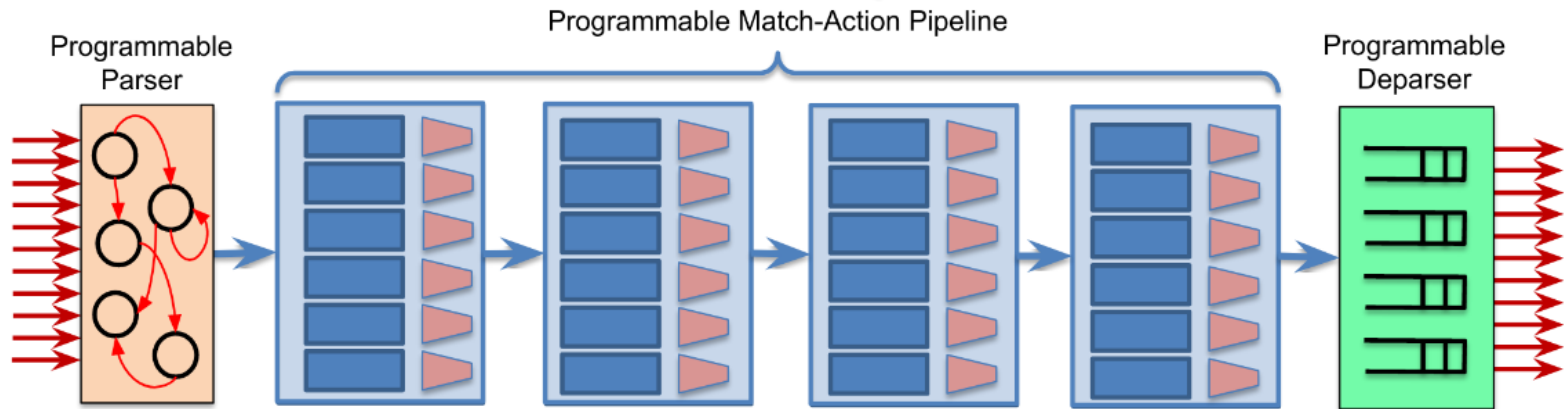 Programmable Match-Action Pipeline
Programmable
Parser
Programmable
Deparser